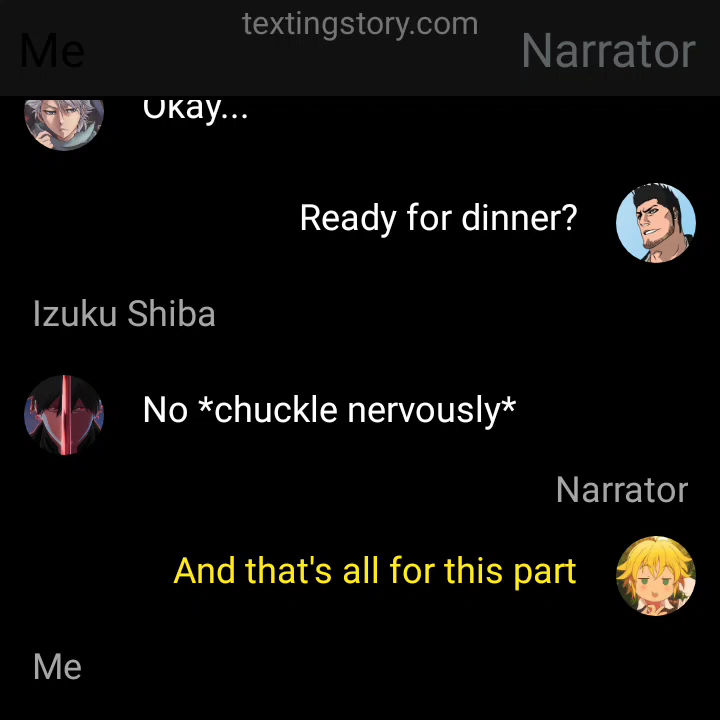 textingstory.com
Me
Narrator
Okay...
Ready for dinner?
Izuku Shiba
No *chuckle nervously*
Narrator
And that's all for this part
Me